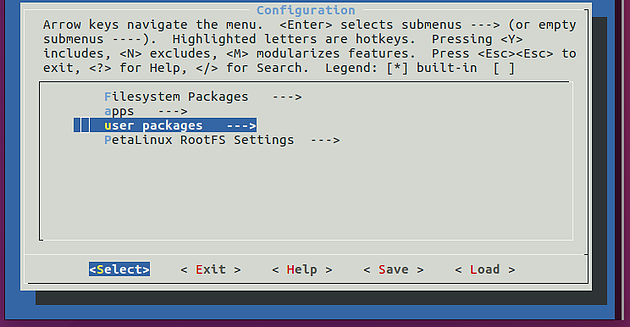 Configuration
Arrow keys navigate the menu.  <Enter> selects submenus ---> (or empty
submenus ----).  Highlighted letters are hotkeys.  Pressing <Y>
includes, <N> excludes, <M> modularizes features.  Press <Esc><Esc> to
exit, <?> for Help, </> for Search.  Legend: [*] built-in  [ ]
Filesystem Packages  --->
apps  --->
user packages  --->
PetaLinux RootFS Settings  --->
<Select>    < Exit >    < Help >    < Save >    < Load >